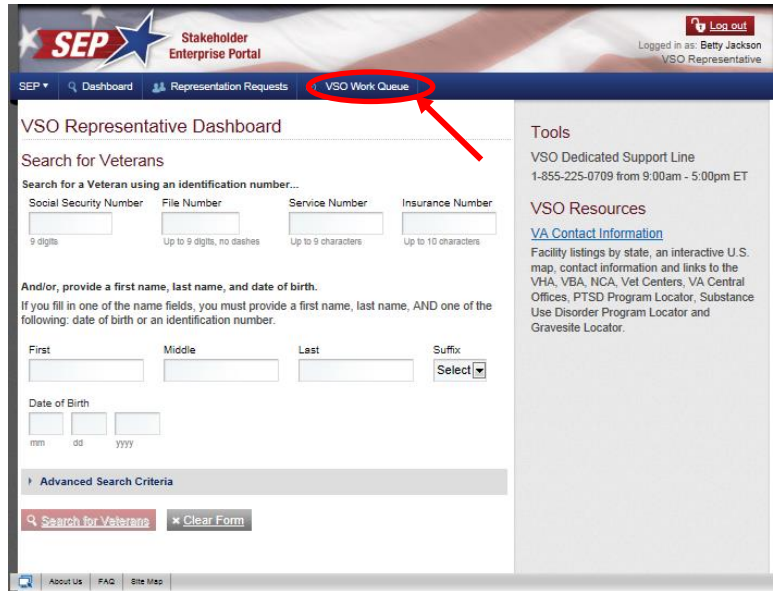 SEP
Stakeholder
Enterprise Portal
Log out
Logged in as: Betty Jackson
VSO Representative
SEP
Dashboard
Representation Requests
VSO Work Queue
VSO Representative Dashboard
Search for Veterans
Search for a Veteran using an identification number...
Social Security Number File Number Service Number Insurance Number
9 digits Up to 9 digits, no dashes Up to 9 characters Up to 10 characters
And/or, provide a first name, last name, and date of birth.
If you fill in one of the name fields, you must provide a first name, last name, AND one of the
following: date of birth or an identification number.
First Middle Last Suffix
Select
Date of Birth
mm dd yyyy
Advanced Search Criteria
Search for Veterans
Clear Form
Tools
VSO Dedicated Support Line
1-855-225-0709 from 9:00am - 5:00pm ET
VSO Resources
VA Contact Information
Facility listings by state, an interactive U.S.
map, contact information and links to the
VHA, VBA, NCA, Vet Centers, VA Central
Offices, PTSD Program Locator, Substance
Use Disorder Program Locator and
Gravesite Locator.
About Us FAQ Site Map